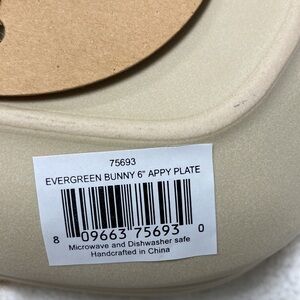 75693
EVERGREEN BUNNY 6" APPY PLATE
8 09663 75693 0
Microwave and Dishwasher safe
Handcrafted in China